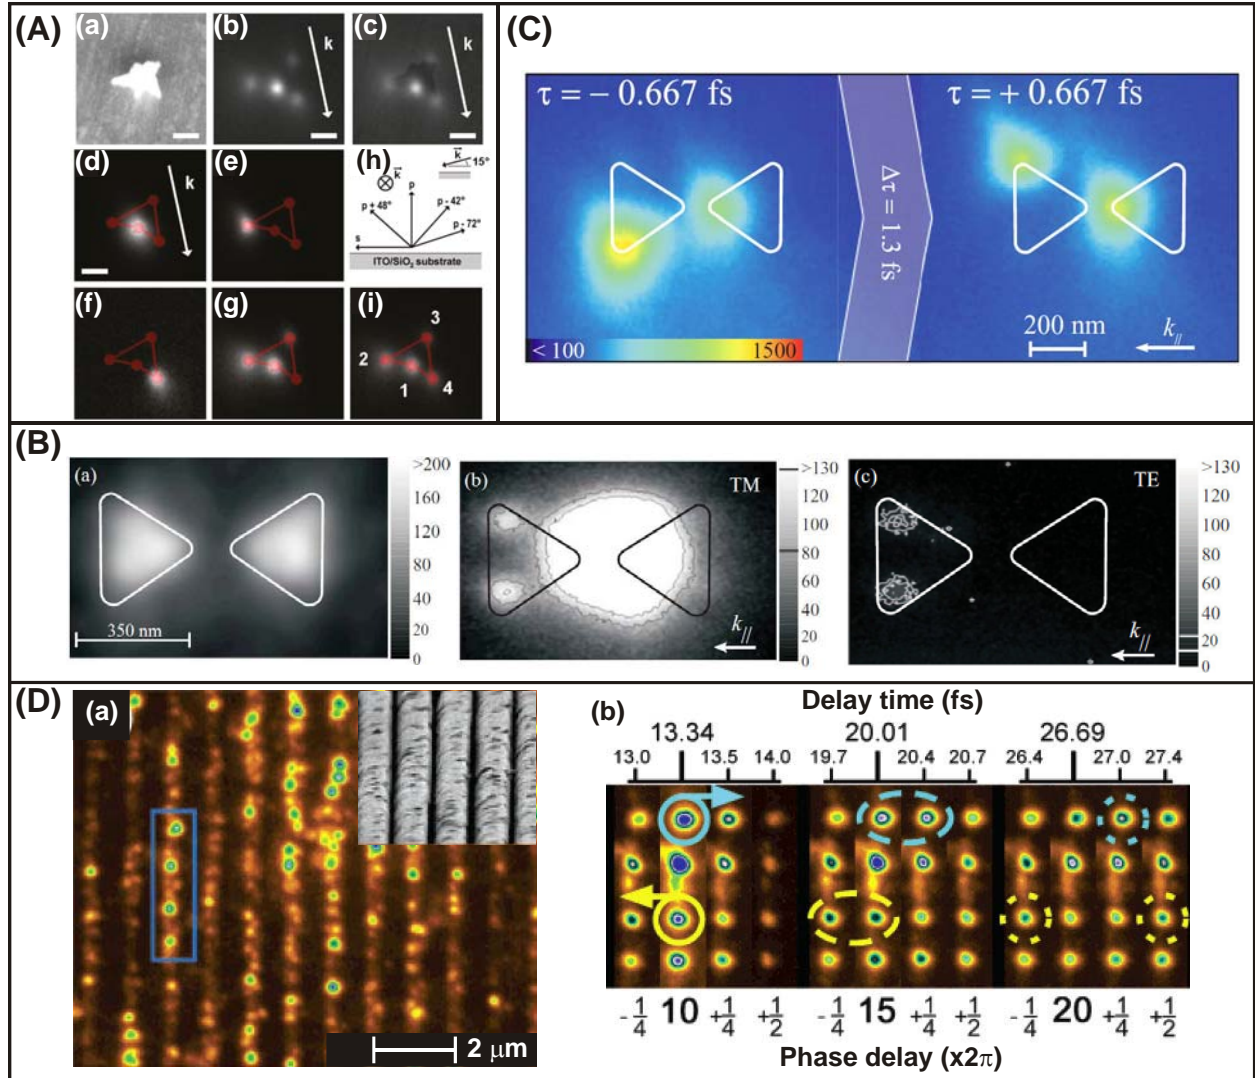 (A)
(a)
(b)
k
(c)
k
(d)
k
(e)
(h)
k
15°
k
p
p + 48°
p - 42°
p - 72°
s
ITO/SiO₂ substrate
(f)
(g)
(i)
3
2
1
4
(C)
τ = − 0.667 fs
τ = + 0.667 fs
Δτ = 1.3 fs
< 100
1500
200 nm
k//
(B)
(a)
350 nm
>200
160
120
80
40
20
0
(b)
TM
k//
>130
120
100
80
60
40
20
0
(c)
TE
k//
>130
120
100
80
60
40
20
0
(D)
(a)
2 μm
(b)
Delay time (fs)
13.34
20.01
26.69
13.0
13.5
14.0
19.7
20.4
20.7
26.4
27.0
27.4
-1/4
10
+1/4
+1/2
-1/4
15
+1/4
+1/2
-1/4
20
+1/4
+1/2
Phase delay (x2π)